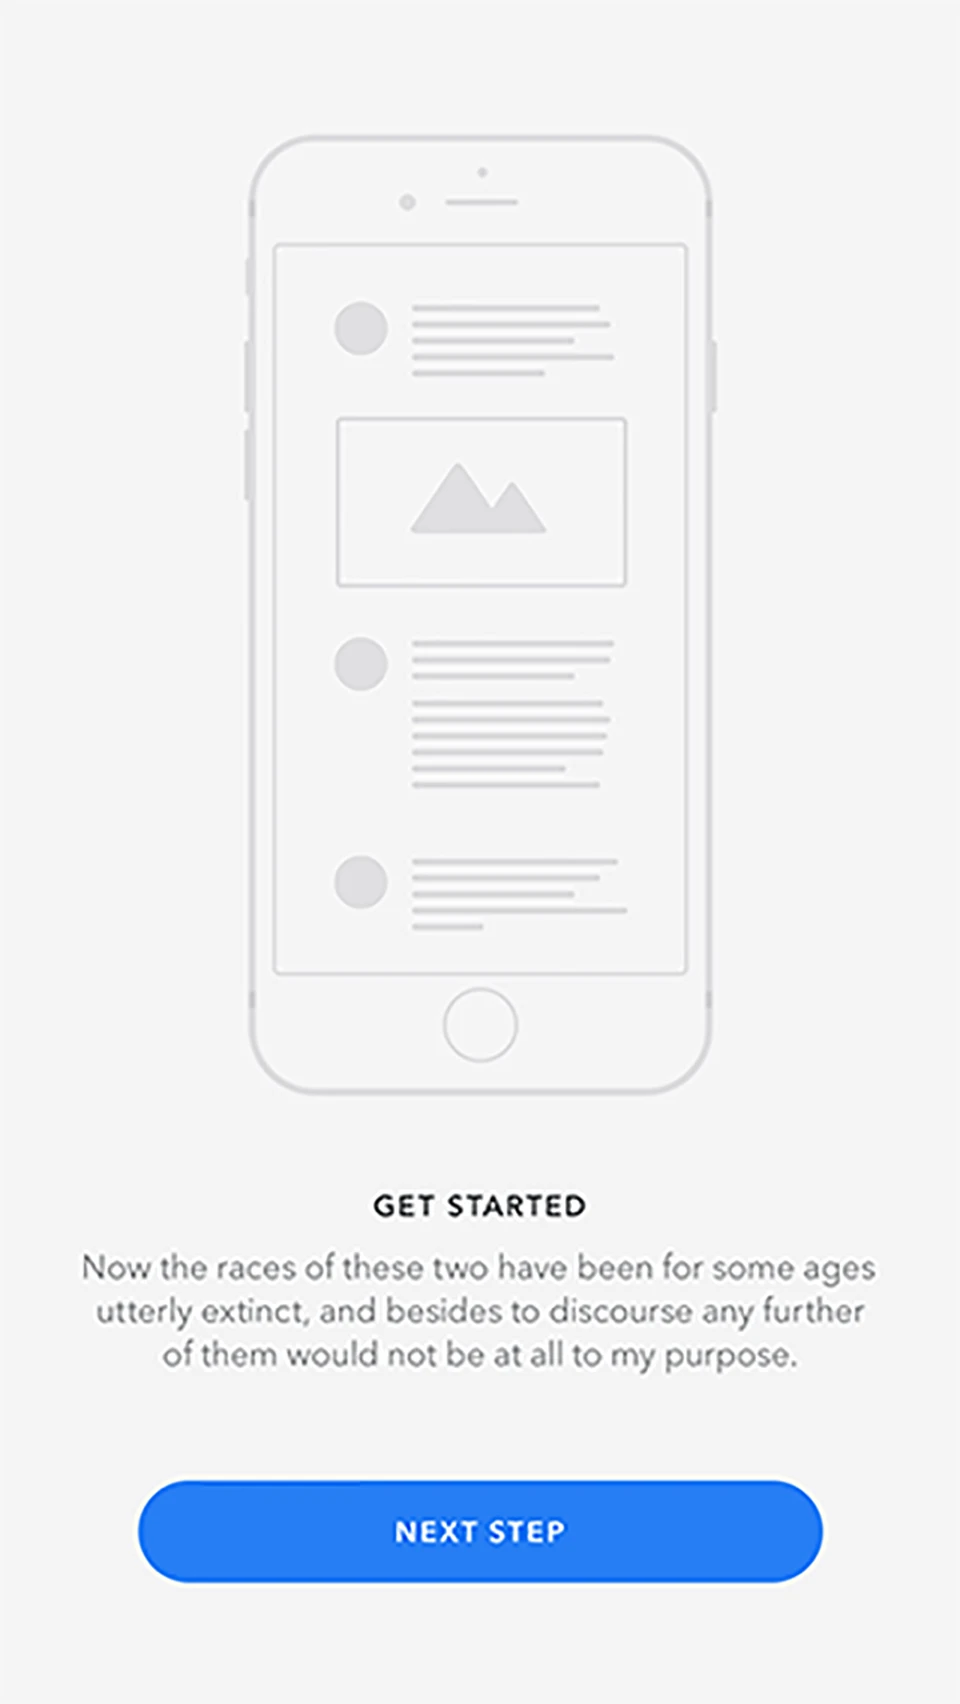 GET STARTED
Now the races of these two have been for some ages
utterly extinct, and besides to discourse any further
of them would not be at all to my purpose.
NEXT STEP